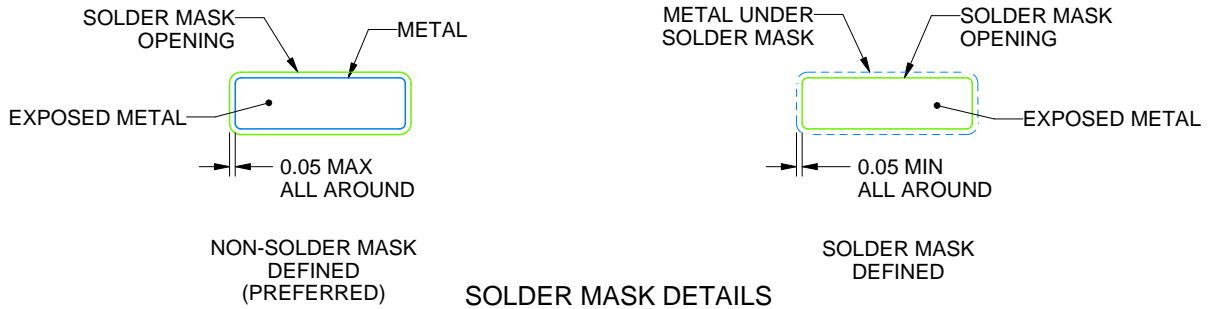 SOLDER MASK
OPENING
METAL
EXPOSED METAL
0.05 MAX
ALL AROUND
NON-SOLDER MASK
DEFINED
(PREFERRED)
METAL UNDER
SOLDER MASK
SOLDER MASK
OPENING
EXPOSED METAL
0.05 MIN
ALL AROUND
SOLDER MASK
DEFINED
SOLDER MASK DETAILS